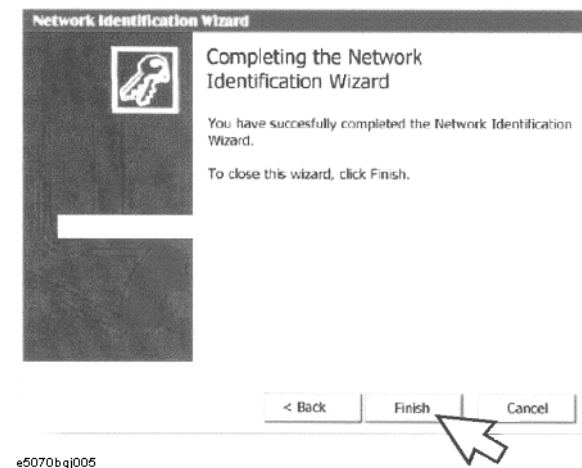 Network Identification Wizard
Completing the Network
Identification Wizard
You have succesfully completed the Network Identification
Wizard.
To close this wizard, click Finish.
< Back
Finish
Cancel
e5070bqj005